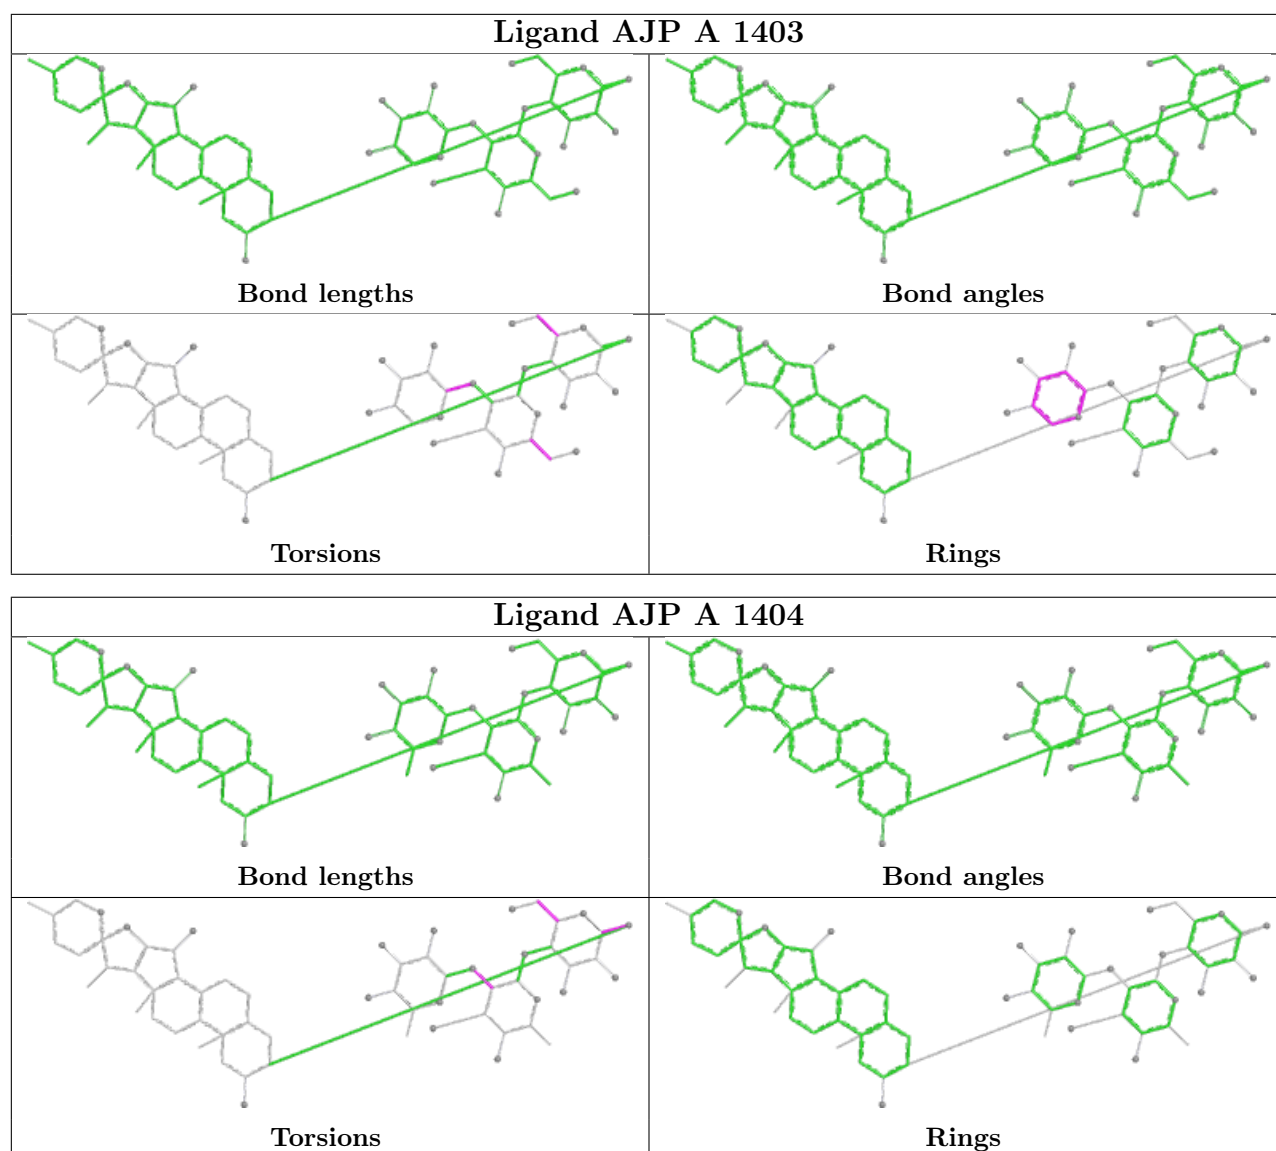 Ligand AJP A 1403
Bond lengths
Bond angles
Torsions
Rings
Ligand AJP A 1404
Bond lengths
Bond angles
Torsions
Rings